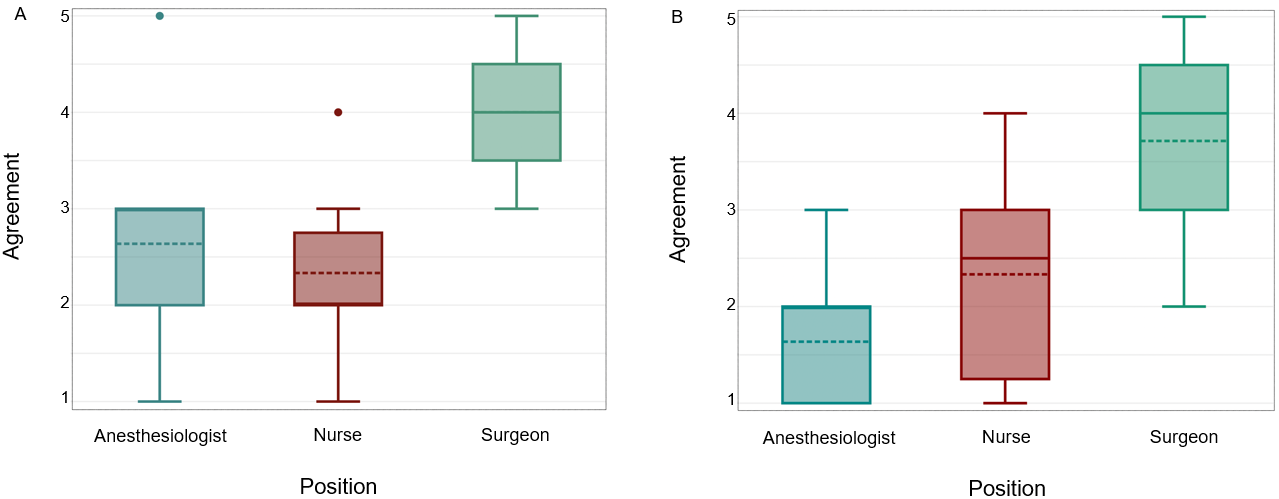 A
5
4
3
2
1
Agreement
Anesthesiologist
Nurse
Surgeon
Position
B
5
4
3
2
1
Agreement
Anesthesiologist
Nurse
Surgeon
Position